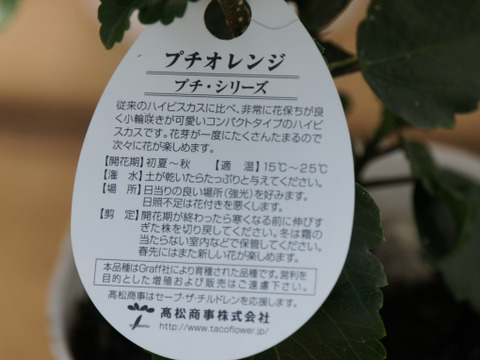 プチオレンジ
プチ・シリーズ
従来のハイビスカスに比べ、非常に花保ちが良
く小輪咲きが可愛いコンパクトタイプのハイビ
スカスです。花芽が一度にたくさんたまるので
次々に花が楽しめます。
【開花期】初夏～秋 【適 温】15℃～25℃
【潅 水】土が乾いたらたっぷりと与えてください。
【場 所】日当りの良い場所（強光）を好みます。
日照不足は花付きを悪くします。
【剪 定】開花期が終わったら寒くなる前に伸びす
ぎた株を切り戻してください。冬は霜の
当たらない室内などで保管してください。
春先にはまた新しい花が楽しめます。
本品種はGraff社により育種された品種です。営利を
目的とした増殖および販売はご遠慮下さい。
高松商事はセーブ・ザ・チルドレンを応援します。
高松商事株式会社
http://www.tacoflower.jp/